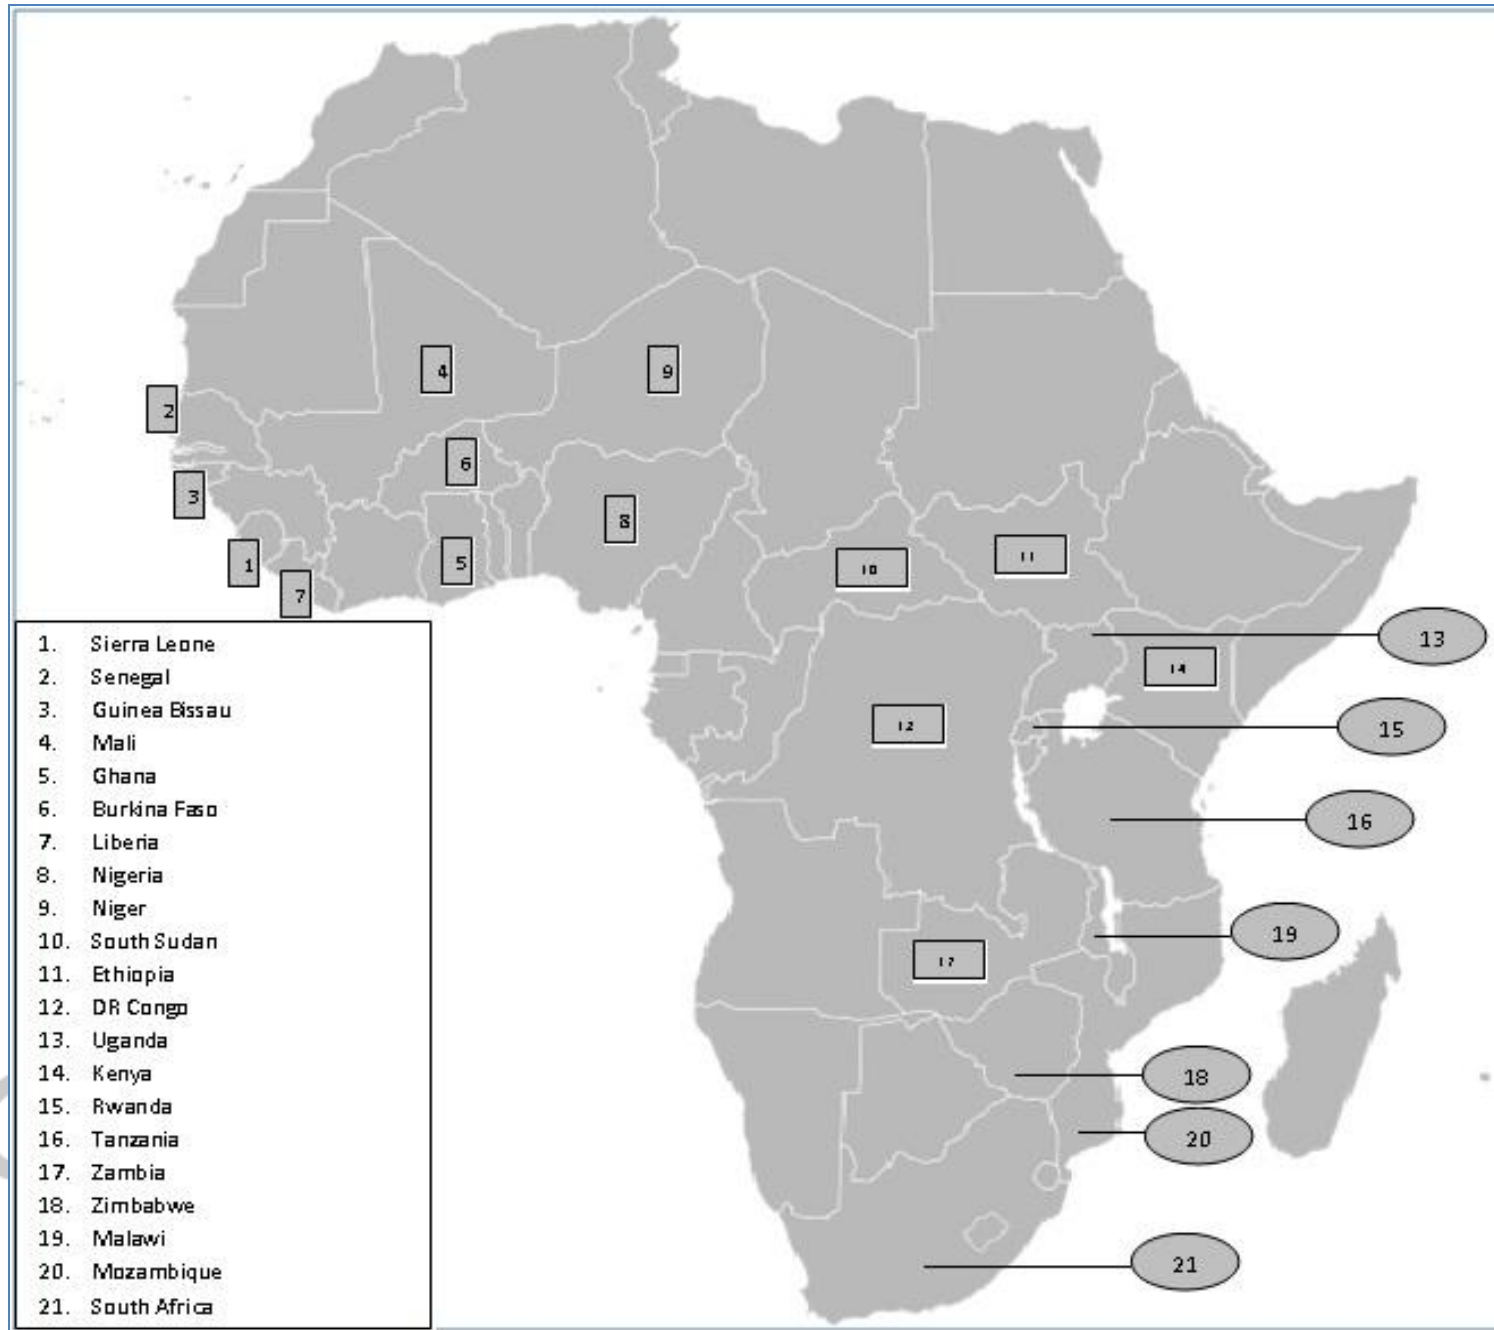 4
9
2
6
3
8
5
11
1
10
7
13
14
12
15
16
19
17
18
20
21
1. Sierra Leone
2. Senegal
3. Guinea Bissau
4. Mali
5. Ghana
6. Burkina Faso
7. Liberia
8. Nigeria
9. Niger
10. South Sudan
11. Ethiopia
12. DR Congo
13. Uganda
14. Kenya
15. Rwanda
16. Tanzania
17. Zambia
18. Zimbabwe
19. Malawi
20. Mozambique
21. South Africa